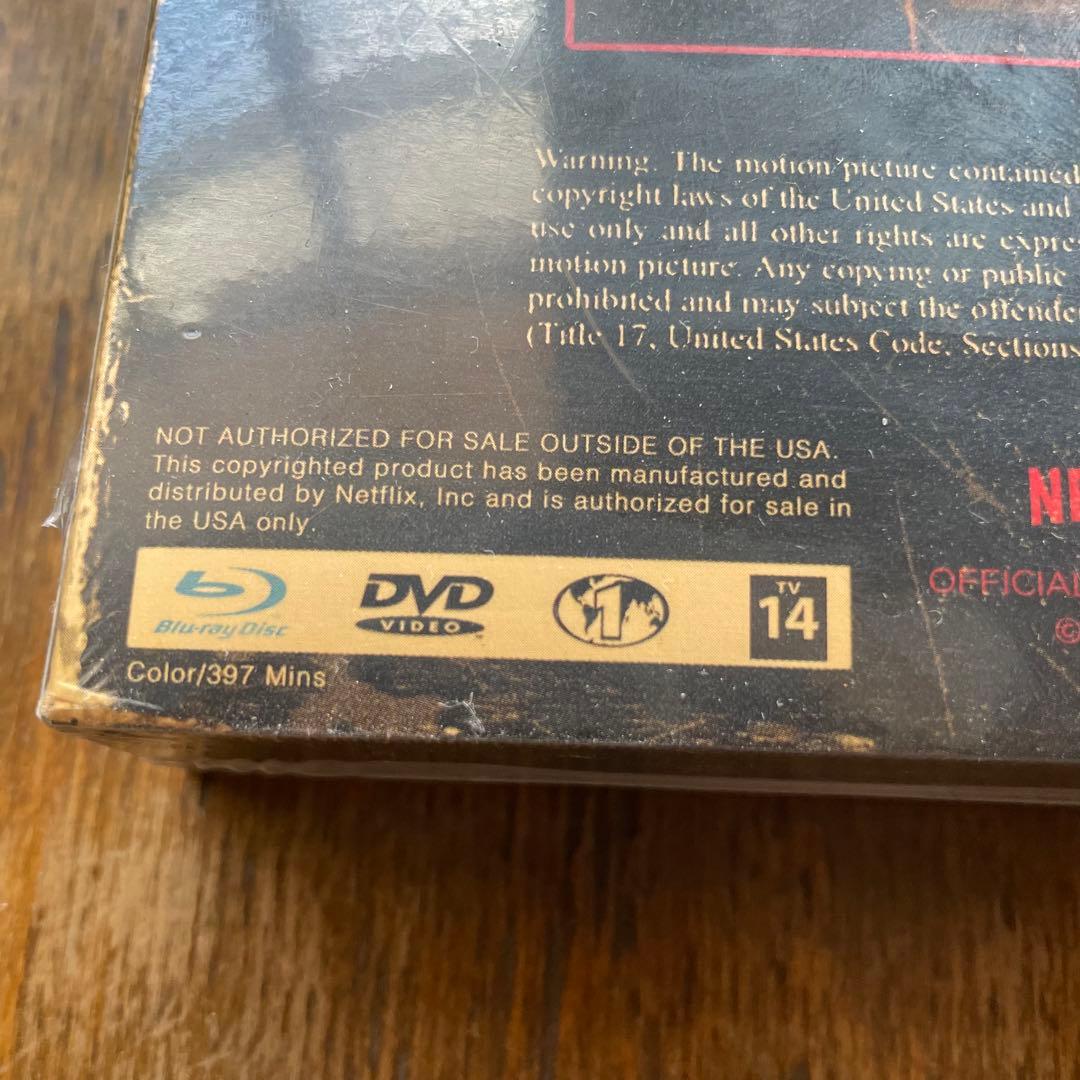 Warning. The motion picture contained
copyright laws of the United States and
use only and all other rights are expres
motion picture. Any copying or public
prohibited and may subject the offender
(Title 17, United States Code, Sections
NOT AUTHORIZED FOR SALE OUTSIDE OF THE USA.
This copyrighted product has been manufactured and
distributed by Netflix, Inc and is authorized for sale in
the USA only.
NE
OFFICIAL
©
Blu-ray Disc
DVD
VIDEO
1
TV
14
Color/397 Mins